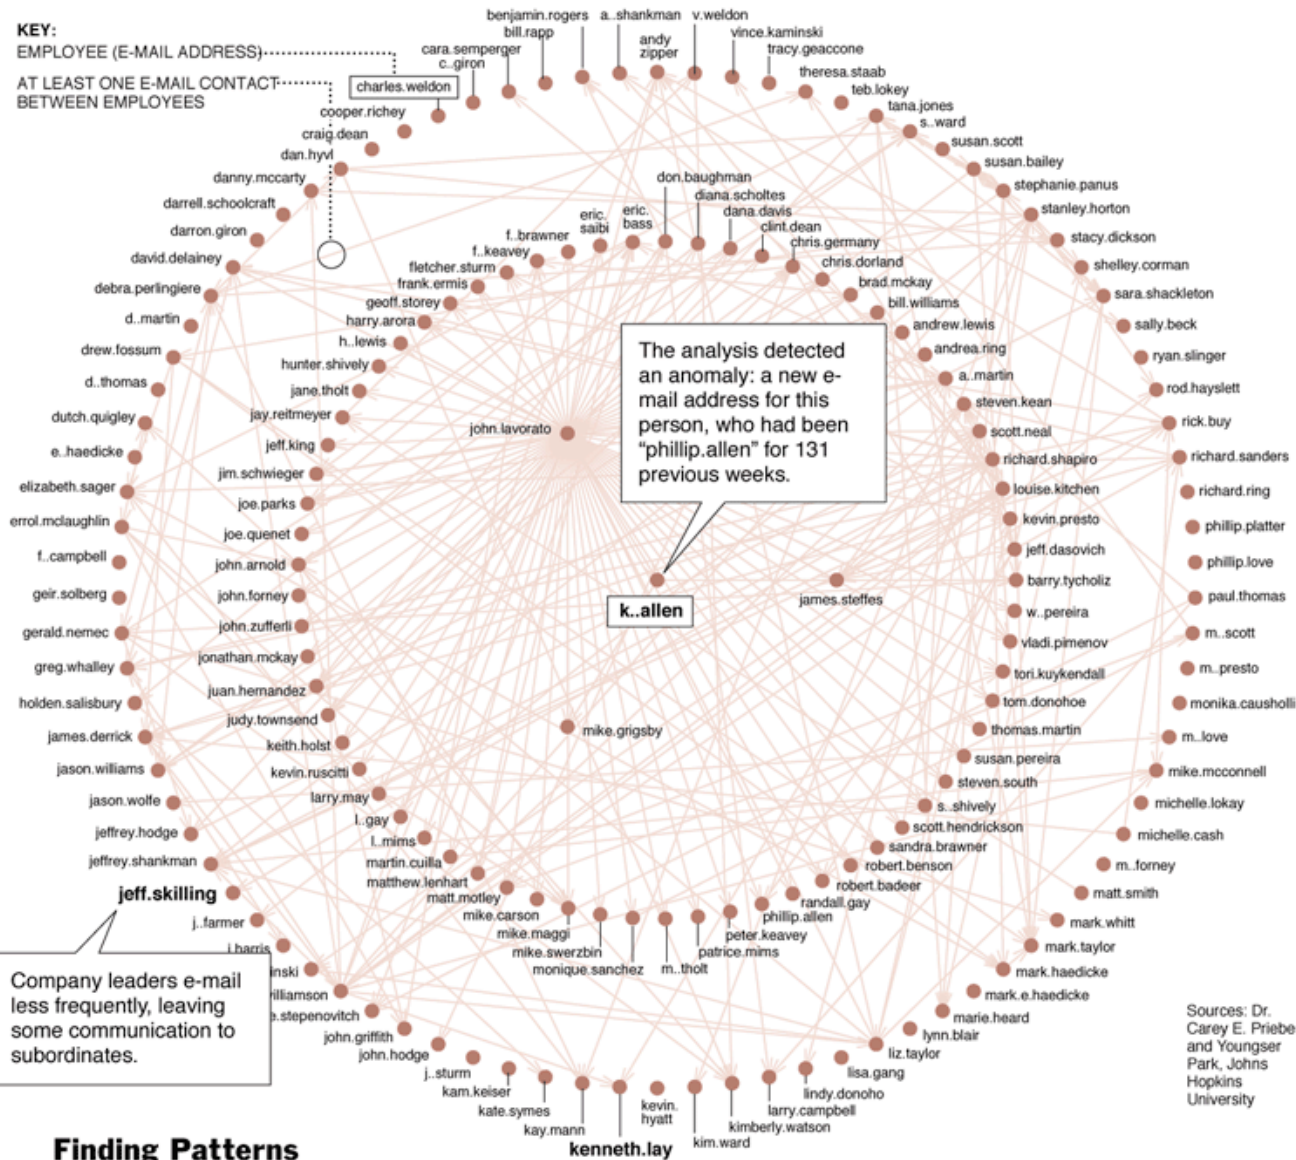 KEY:
EMPLOYEE (E-MAIL ADDRESS)
AT LEAST ONE E-MAIL CONTACT
BETWEEN EMPLOYEES
benjamin.rogers
a..shankman
v.weldon
bill.rapp
andy
zipper
vince.kaminski
cara.semperger
tracy.geaccone
c..giron
theresa.staab
charles.weldon
teb.lokey
cooper.richey
tana.jones
craig.dean
s..ward
dan.hyvl
susan.scott
danny.mccarty
susan.bailey
darrell.schoolcraft
stephanie.panus
darron.giron
stanley.horton
david.delainey
stacy.dickson
debra.perlingiere
shelley.corman
d..martin
sara.shackleton
drew.fossum
sally.beck
d..thomas
ryan.slinger
dutch.quigley
rod.hayslett
e..haedicke
rick.buy
elizabeth.sager
richard.sanders
errol.mclaughlin
richard.ring
f..campbell
phillip.platter
geir.solberg
phillip.love
gerald.nemec
paul.thomas
greg.whalley
m..scott
holden.salisbury
m..presto
james.derrick
monika.causholli
jason.williams
m..love
jason.wolfe
mike.mcconnell
jeffrey.hodge
michelle.lokay
jeffrey.shankman
michelle.cash
jeff.skilling
m..forney
j..farmer
matt.smith
j.harris
mark.whitt
inski
mark.taylor
illiamson
mark.haedicke
e.stepenovitch
mark.e.haedicke
john.griffith
marie.heard
john.hodge
lynn.blair
j..sturm
liz.taylor
kam.keiser
lisa.gang
kate.symes
lindy.donoho
kay.mann
larry.campbell
kenneth.lay
kimberly.watson
kevin.
hyatt
kim.ward
don.baughman
diana.scholtes
dana.davis
clint.dean
chris.germany
chris.dorland
brad.mckay
bill.williams
andrew.lewis
andrea.ring
a..martin
steven.kean
scott.neal
richard.shapiro
louise.kitchen
kevin.presto
jeff.dasovich
barry.tycholiz
w..pereira
vladi.pimenov
tori.kuykendall
tom.donohoe
thomas.martin
susan.pereira
steven.south
s..shively
scott.hendrickson
sandra.brawner
robert.benson
robert.badeer
randall.gay
phillip.allen
peter.keavey
patrice.mims
m..tholt
monique.sanchez
mike.swerzbin
mike.maggi
mike.carson
matt.motley
matthew.lenhart
martin.cuilla
l..mims
l..gay
larry.may
kevin.ruscitti
keith.holst
judy.townsend
juan.hernandez
jonathan.mckay
john.zufferli
john.forney
john.arnold
joe.quenet
joe.parks
jim.schwieger
jeff.king
jay.reitmeyer
jane.tholt
hunter.shively
h..lewis
harry.arora
geoff.storey
frank.ermis
fletcher.sturm
f..keavey
f..brawner
eric.
saibi
eric.
bass
john.lavorato
The analysis detected
an anomaly: a new e-
mail address for this
person, who had been
“phillip.allen” for 131
previous weeks.
k..allen
james.steffes
mike.grigsby
Company leaders e-mail
less frequently, leaving
some communication to
subordinates.
Sources: Dr.
Carey E. Priebe
and Youngser
Park, Johns
Hopkins
University
Finding Patterns